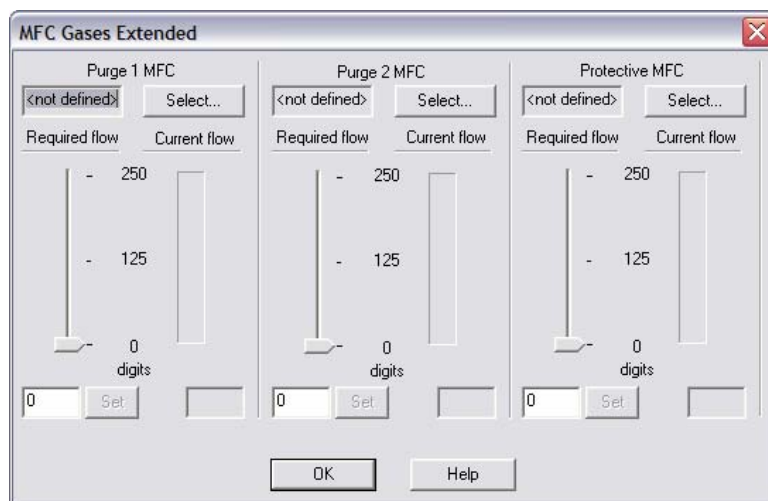 MFC Gases Extended
Purge 1 MFC
<not defined> Select...
Required flow Current flow
250
125
0
digits
0 Set
Purge 2 MFC
<not defined> Select...
Required flow Current flow
250
125
0
digits
0 Set
Protective MFC
<not defined> Select...
Required flow Current flow
250
125
0
digits
0 Set
OK Help